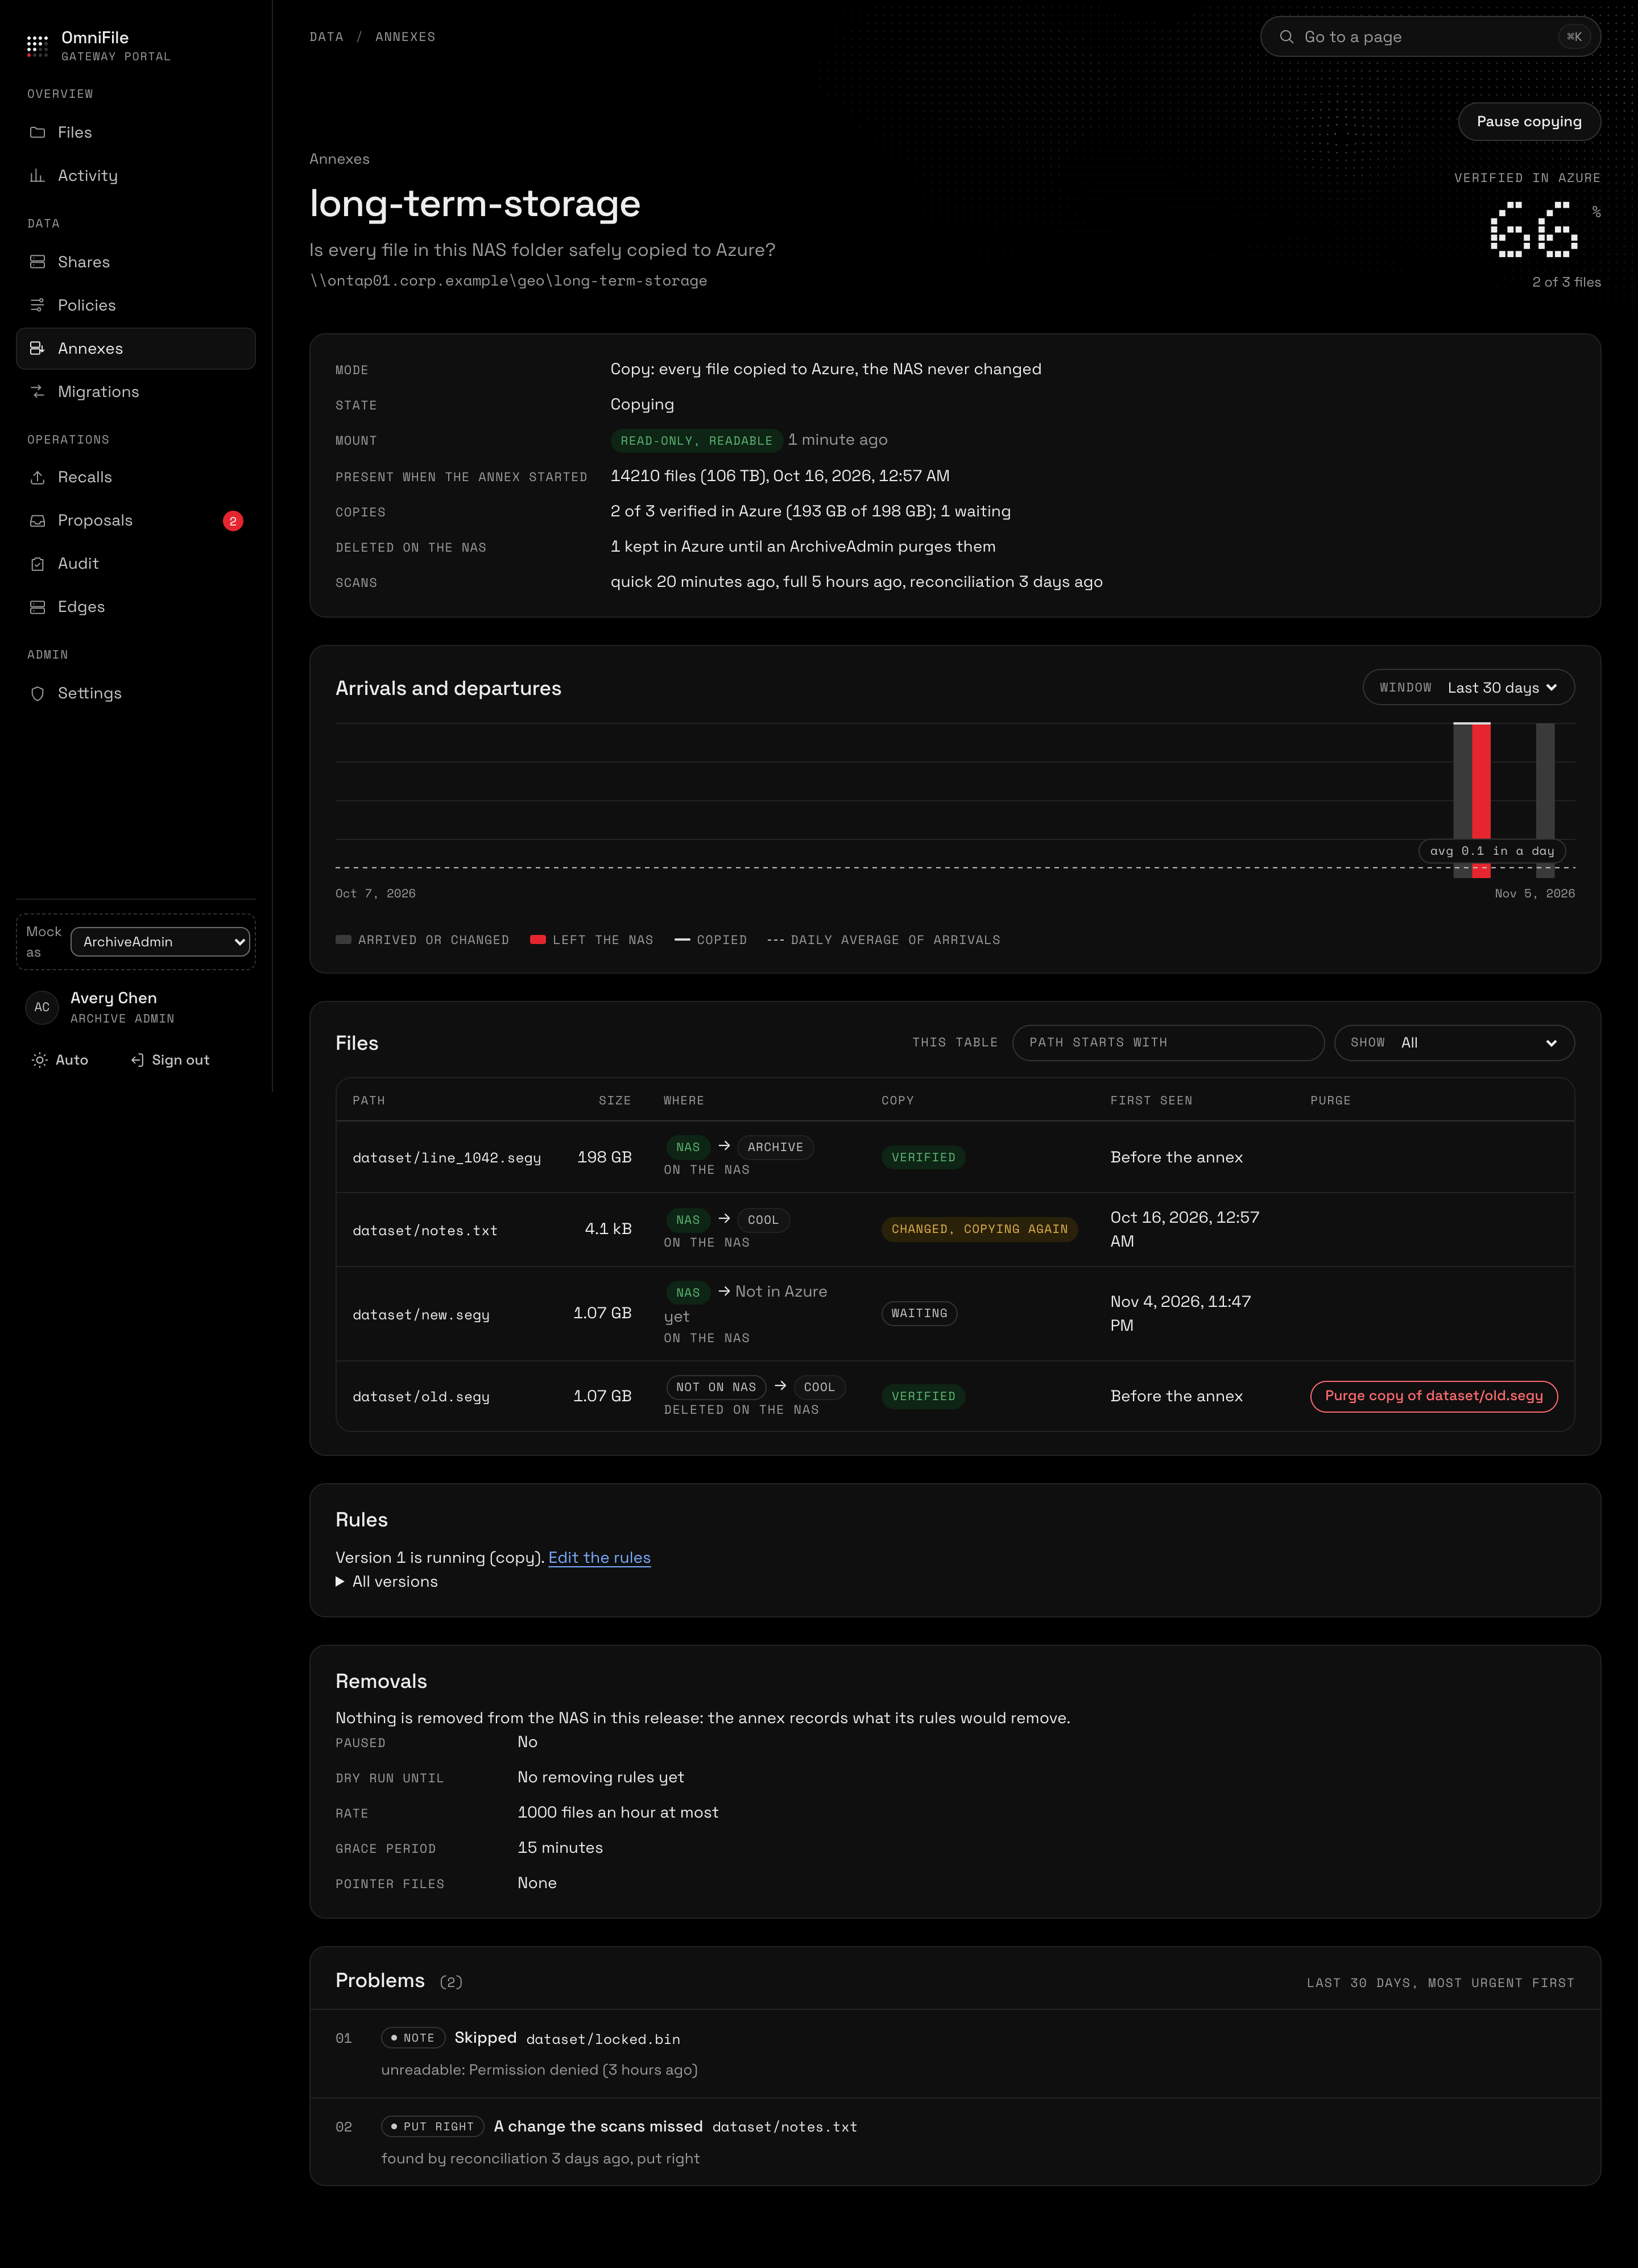 OmniFile
GATEWAY PORTAL
OVERVIEW
Files
Activity
DATA
Shares
Policies
Annexes
Migrations
OPERATIONS
Recalls
Proposals 2
Audit
Edges
ADMIN
Settings
Mock as
ArchiveAdmin
AC
Avery Chen
ARCHIVE ADMIN
Auto
Sign out
DATA / ANNEXES
Go to a page ⌘K
Pause copying
Annexes
long-term-storage
Is every file in this NAS folder safely copied to Azure?
\\ontap01.corp.example\geo\long-term-storage
VERIFIED IN AZURE
66 %
2 of 3 files
MODE Copy: every file copied to Azure, the NAS never changed
STATE Copying
MOUNT READ-ONLY, READABLE 1 minute ago
PRESENT WHEN THE ANNEX STARTED 14210 files (106 TB), Oct 16, 2026, 12:57 AM
COPIES 2 of 3 verified in Azure (193 GB of 198 GB); 1 waiting
DELETED ON THE NAS 1 kept in Azure until an ArchiveAdmin purges them
SCANS quick 20 minutes ago, full 5 hours ago, reconciliation 3 days ago
Arrivals and departures
WINDOW Last 30 days
avg 0.1 in a day
Oct 7, 2026
Nov 5, 2026
ARRIVED OR CHANGED LEFT THE NAS COPIED DAILY AVERAGE OF ARRIVALS
Files
THIS TABLE PATH STARTS WITH SHOW All
PATH SIZE WHERE COPY FIRST SEEN PURGE
dataset/line_1042.segy 198 GB NAS → ARCHIVE VERIFIED Before the annex
ON THE NAS
dataset/notes.txt 4.1 kB NAS → COOL CHANGED, COPYING AGAIN Oct 16, 2026, 12:57
ON THE NAS AM
dataset/new.segy 1.07 GB NAS → Not in Azure WAITING Nov 4, 2026, 11:47
yet PM
ON THE NAS
dataset/old.segy 1.07 GB NOT ON NAS → COOL VERIFIED Before the annex Purge copy of dataset/old.segy
DELETED ON THE NAS
Rules
Version 1 is running (copy). Edit the rules
All versions
Removals
Nothing is removed from the NAS in this release: the annex records what its rules would remove.
PAUSED No
DRY RUN UNTIL No removing rules yet
RATE 1000 files an hour at most
GRACE PERIOD 15 minutes
POINTER FILES None
Problems (2)
LAST 30 DAYS, MOST URGENT FIRST
01 NOTE Skipped dataset/locked.bin
unreadable: Permission denied (3 hours ago)
02 PUT RIGHT A change the scans missed dataset/notes.txt
found by reconciliation 3 days ago, put right